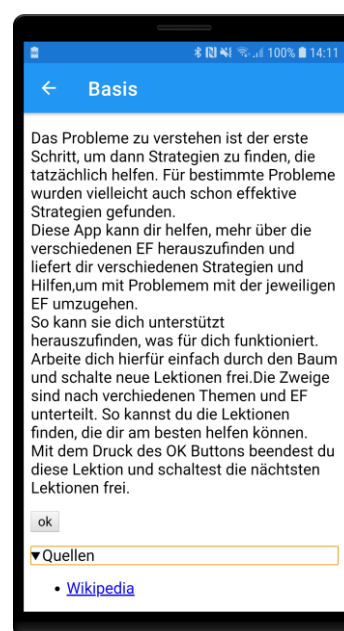 100% 14:11
← Basis
Das Probleme zu verstehen ist der erste
Schritt, um dann Strategien zu finden, die
tatzächlich helfen. Für bestimmte Probleme
wurden vielleicht auch schon effektive
Strategien gefunden.
Diese App kann dir helfen, mehr über die
verschiedenen EF herauszufinden und
liefert dir verschiedenen Strategien und
Hilfen,um mit Problemem mit der jeweiligen
EF umzugehen.
So kann sie dich unterstützt
herauszufinden, was für dich funktioniert.
Arbeite dich hierfür einfach durch den Baum
und schalte neue Lektionen frei.Die Zweige
sind nach verchiedenen Themen und EF
unterteilt. So kannst du die Lektionen
finden, die dir am besten helfen können.
Mit dem Druck des OK Buttons beendest du
diese Lektion und schaltest die nächtsten
Lektionen frei.
ok
▼Quellen
• Wikipedia